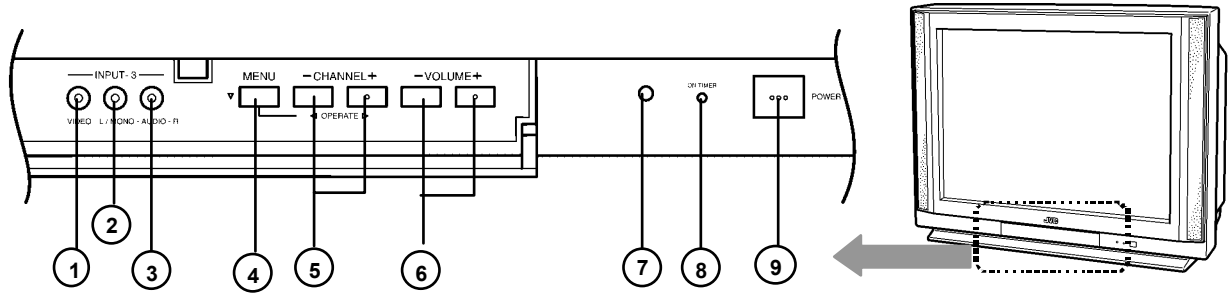 INPUT- 3
MENU
–CHANNEL+
–VOLUME+
VIDEO L / MONO - AUDIO - R
◀ OPERATE ▶
ON TIMER
POWER
JVC
1
2
3
4
5
6
7
8
9